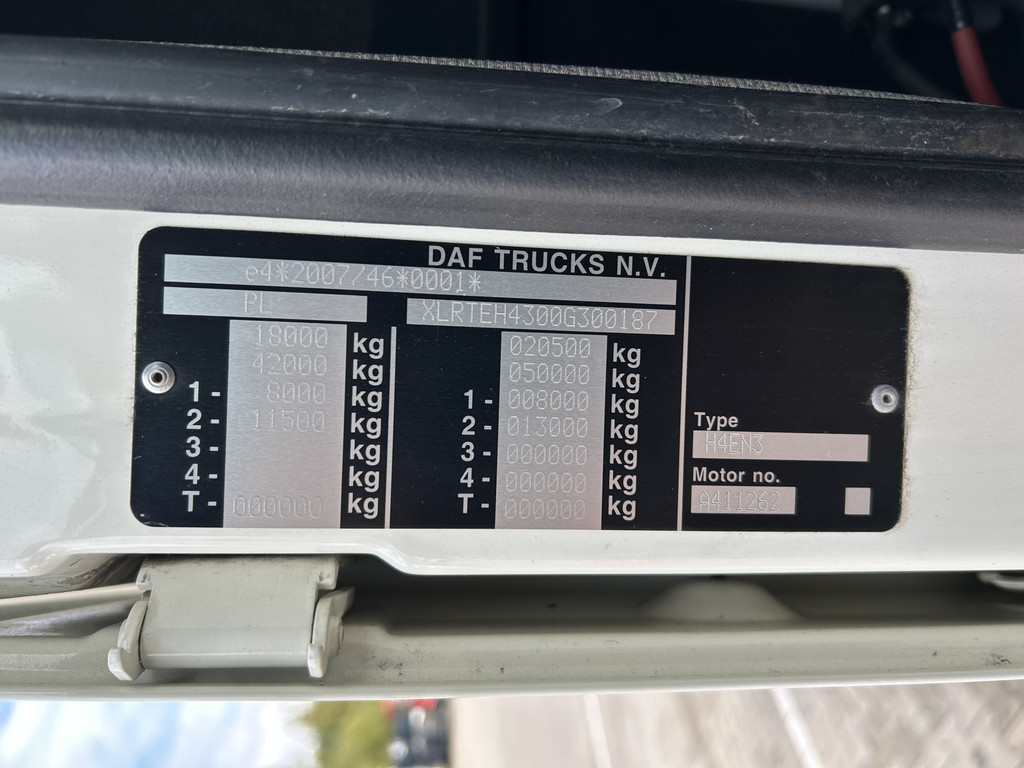 DAF TRUCKS N.V.
e4*2007/46*0001*
PL XLRTEH4300G300187
18000 kg 020500 kg
42000 kg 050000 kg
1 - 8000 kg 1 - 008000 kg
2 - 11500 kg 2 - 013000 kg
3 - kg 3 - 000000 kg
4 - kg 4 - 000000 kg
T - 000000 kg T - 000000 kg
Type
H4EN3
Motor no.
A411262